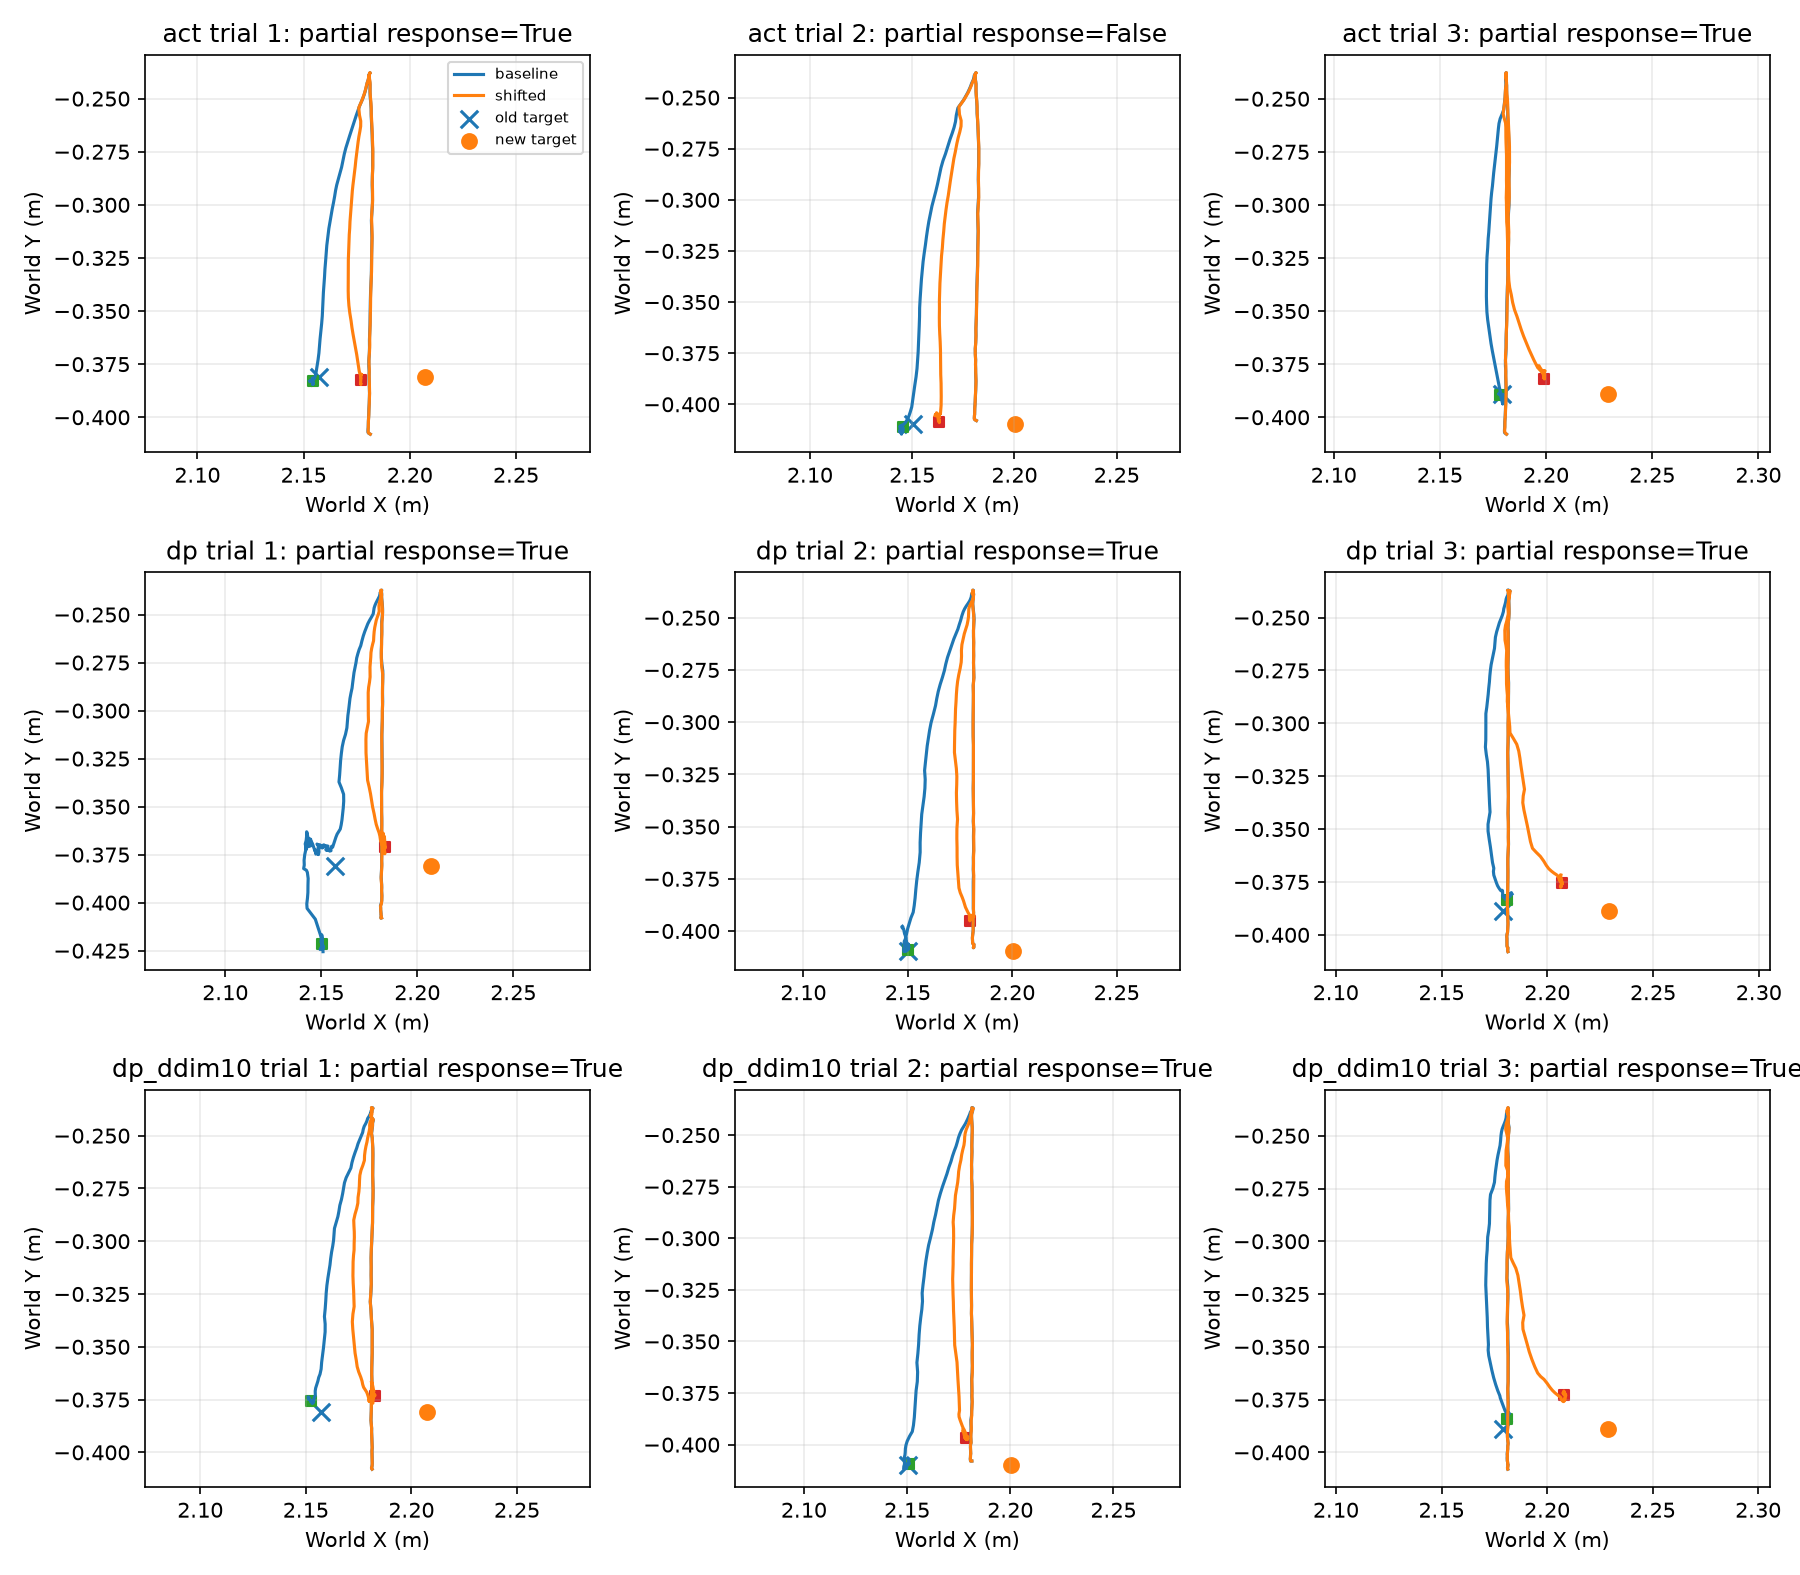 act trial 1: partial response=True
act trial 2: partial response=False
act trial 3: partial response=True
baseline
shifted
old target
new target
−0.250
−0.275
−0.300
−0.325
−0.350
−0.375
−0.400
World Y (m)
2.10 2.15 2.20 2.25
World X (m)
−0.250
−0.275
−0.300
−0.325
−0.350
−0.375
−0.400
World Y (m)
2.10 2.15 2.20 2.25
World X (m)
−0.250
−0.275
−0.300
−0.325
−0.350
−0.375
−0.400
World Y (m)
2.10 2.15 2.20 2.25 2.30
World X (m)
dp trial 1: partial response=True
dp trial 2: partial response=True
dp trial 3: partial response=True
−0.250
−0.275
−0.300
−0.325
−0.350
−0.375
−0.400
−0.425
World Y (m)
2.10 2.15 2.20 2.25
World X (m)
−0.250
−0.275
−0.300
−0.325
−0.350
−0.375
−0.400
World Y (m)
2.10 2.15 2.20 2.25
World X (m)
−0.250
−0.275
−0.300
−0.325
−0.350
−0.375
−0.400
World Y (m)
2.10 2.15 2.20 2.25 2.30
World X (m)
dp_ddim10 trial 1: partial response=True
dp_ddim10 trial 2: partial response=True
dp_ddim10 trial 3: partial response=True
−0.250
−0.275
−0.300
−0.325
−0.350
−0.375
−0.400
World Y (m)
2.10 2.15 2.20 2.25
World X (m)
−0.250
−0.275
−0.300
−0.325
−0.350
−0.375
−0.400
World Y (m)
2.10 2.15 2.20 2.25
World X (m)
−0.250
−0.275
−0.300
−0.325
−0.350
−0.375
−0.400
World Y (m)
2.10 2.15 2.20 2.25 2.30
World X (m)